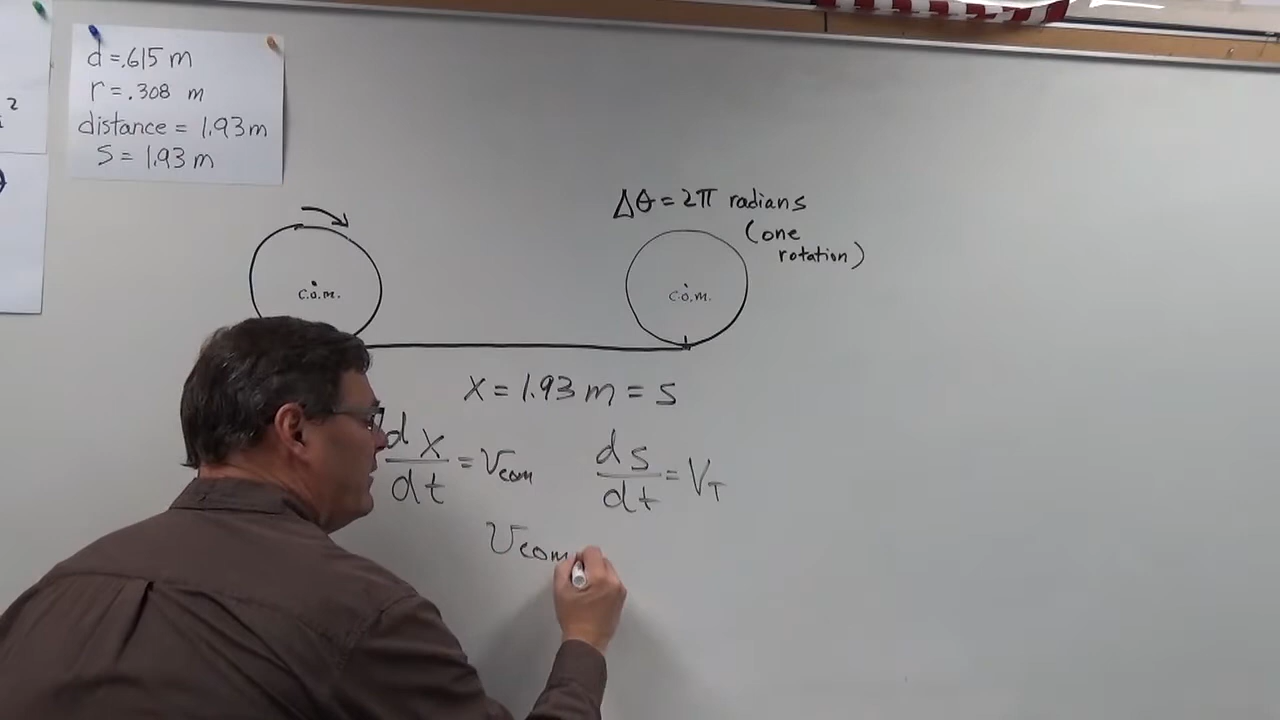 d = .615 m
r = .308 m
distance = 1.93 m
S = 1.93 m
2
Δθ = 2π radians
(one
rotation)
c.o.m.
c.o.m.
X = 1.93 m = s
dx/dt = Vcom
ds/dt = VT
Vcom